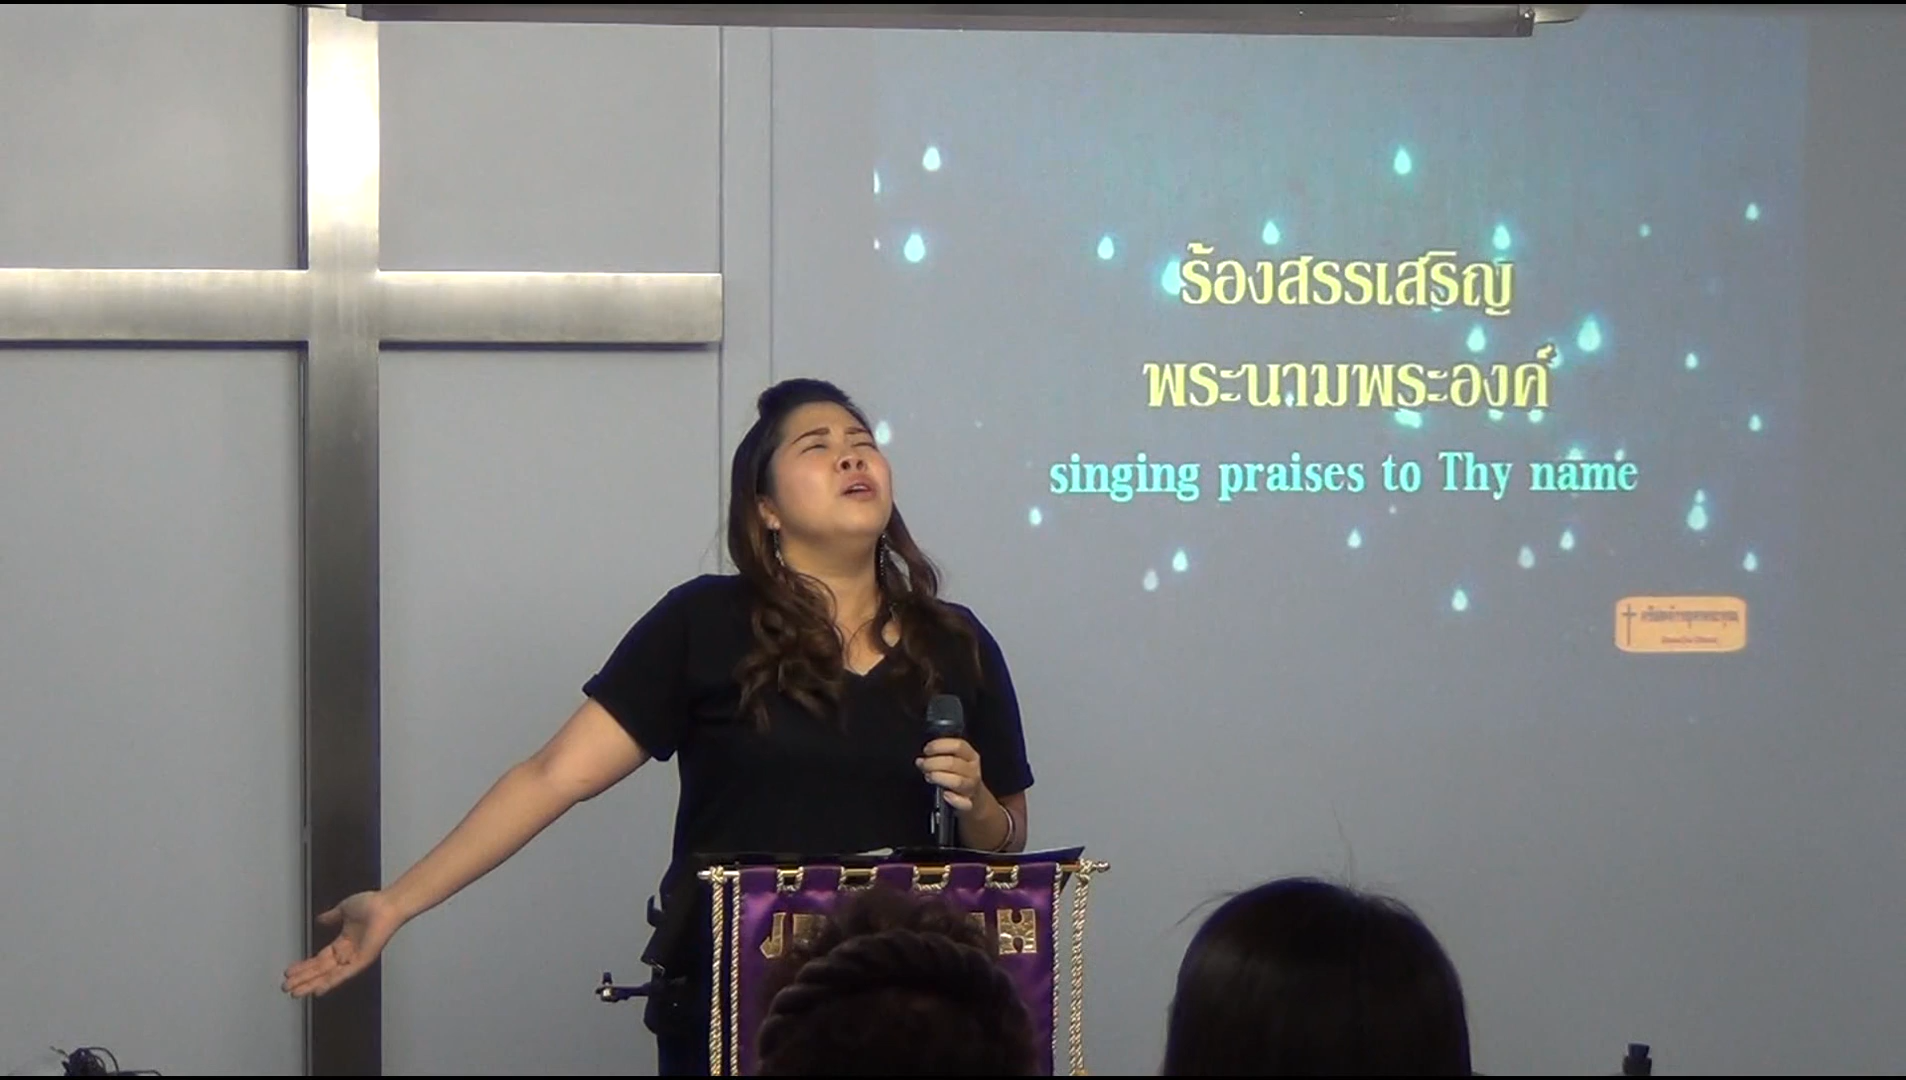 ร้องสรรเสริญ
พระนามพระองค์
singing praises to Thy name